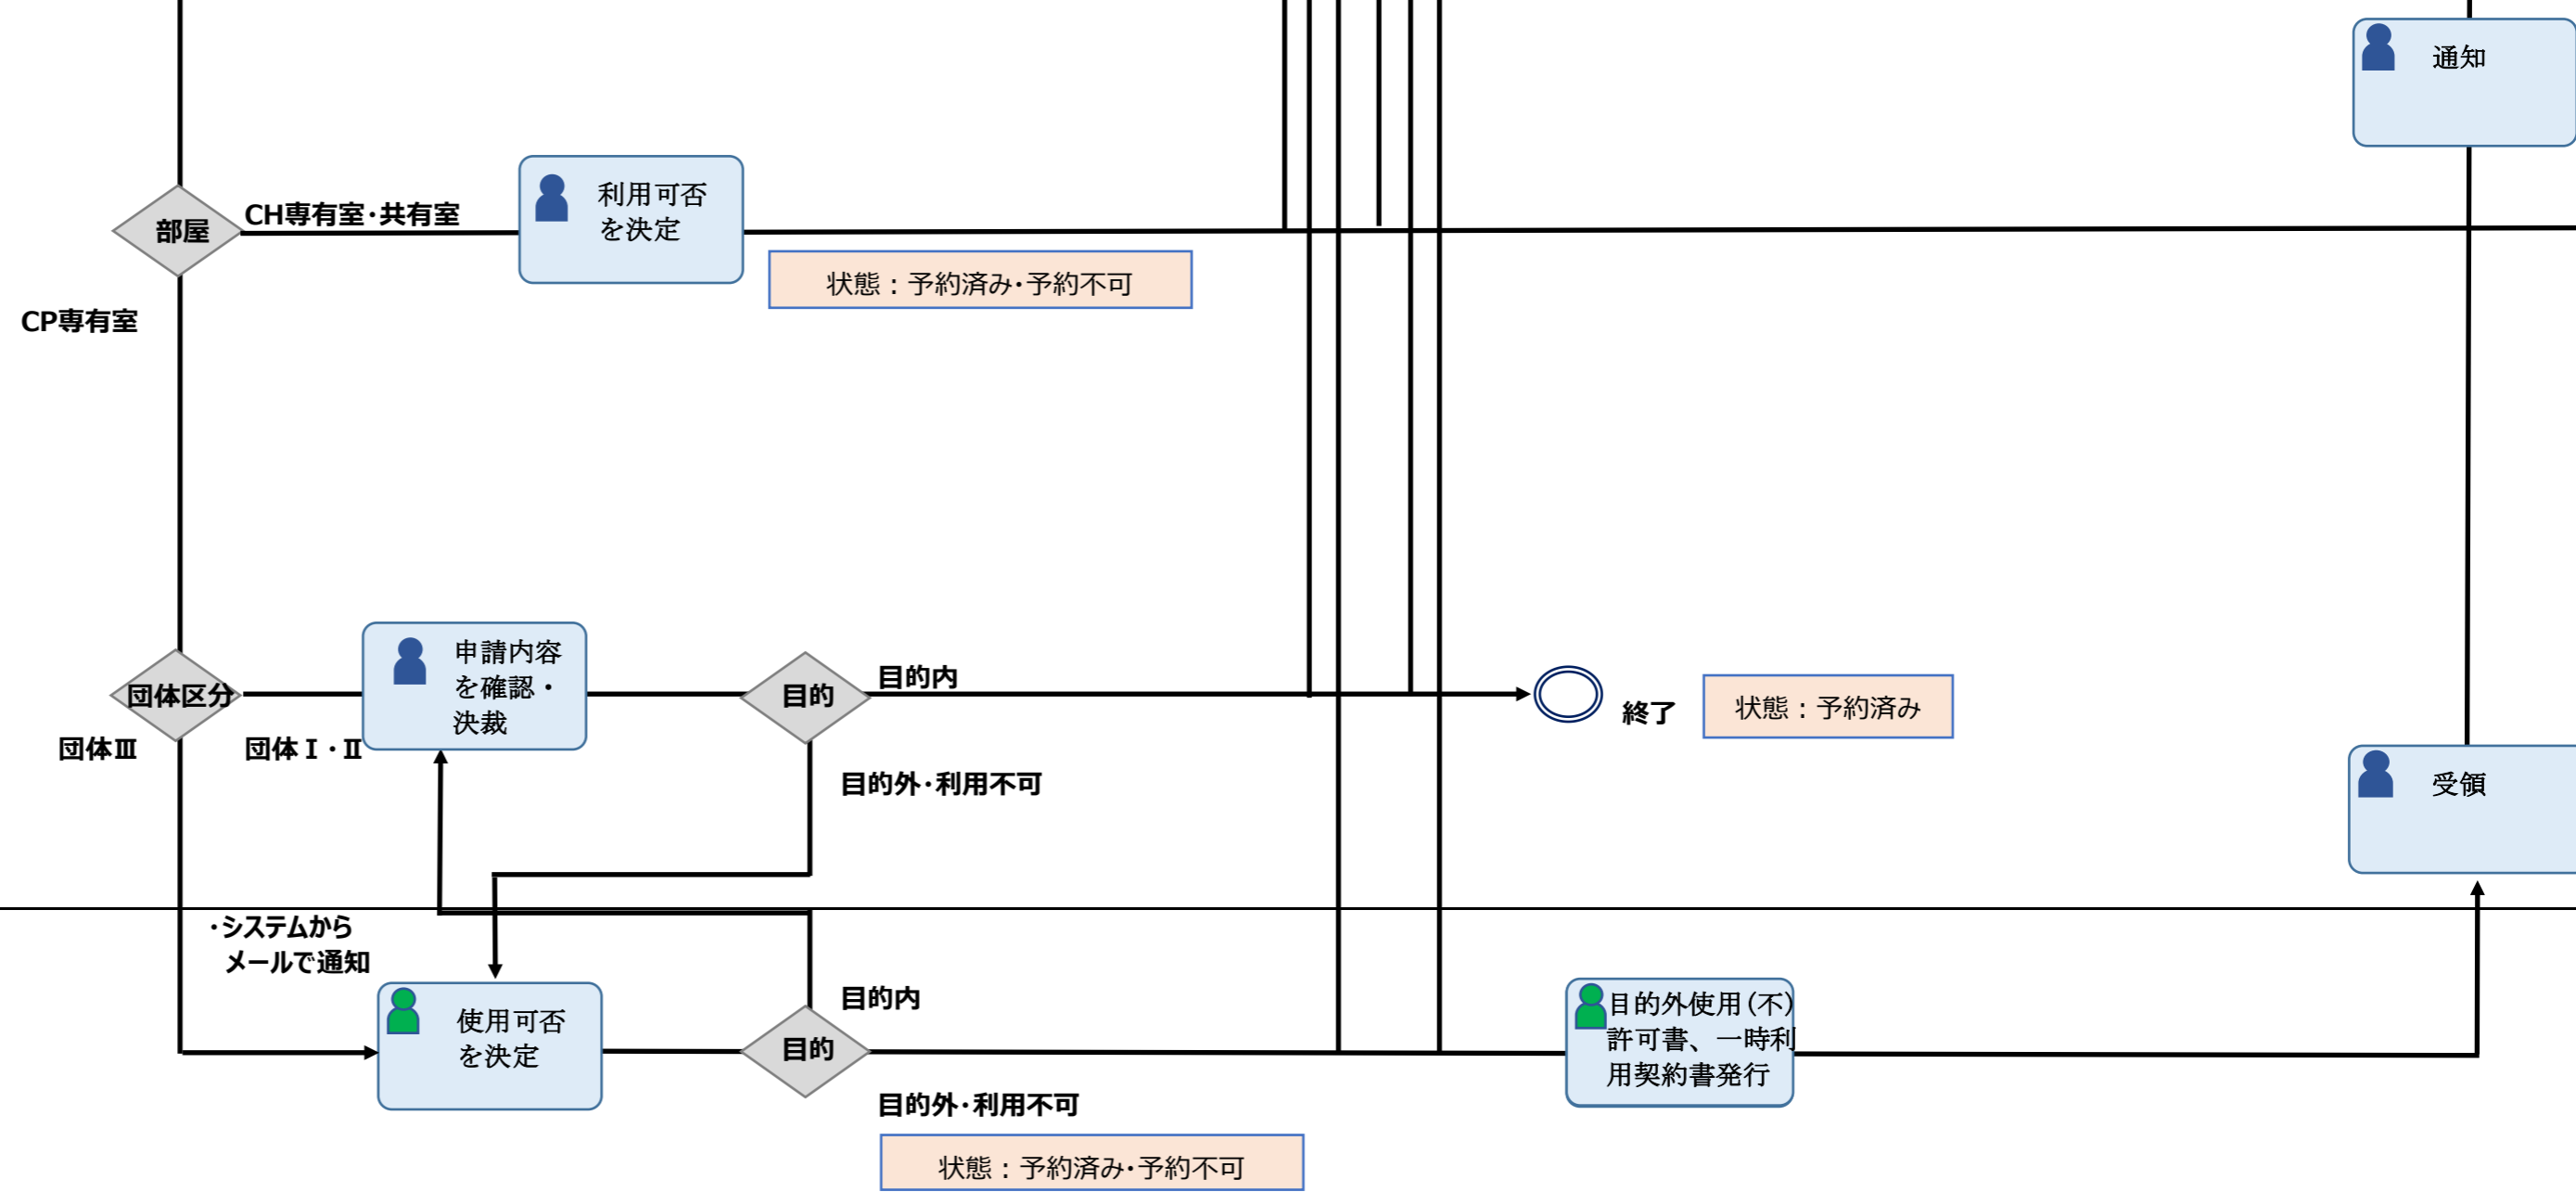 通知
部屋
CH専有室･共有室
利用可否
を決定
状態：予約済み･予約不可
CP専有室
団体区分
団体Ⅲ
団体Ⅰ・Ⅱ
申請内容
を確認・
決裁
目的
目的内
目的外･利用不可
終了
状態：予約済み
受領
･システムから
メールで通知
使用可否
を決定
目的
目的内
目的外･利用不可
状態：予約済み･予約不可
目的外使用(不)
許可書、一時利
用契約書発行